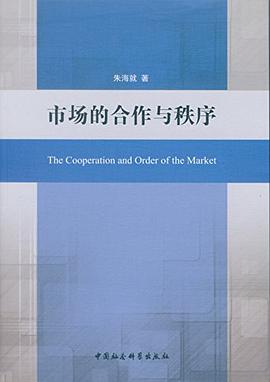 朱海就 著
市场的合作与秩序
The Cooperation and Order of the Market
中国社会科学出版社